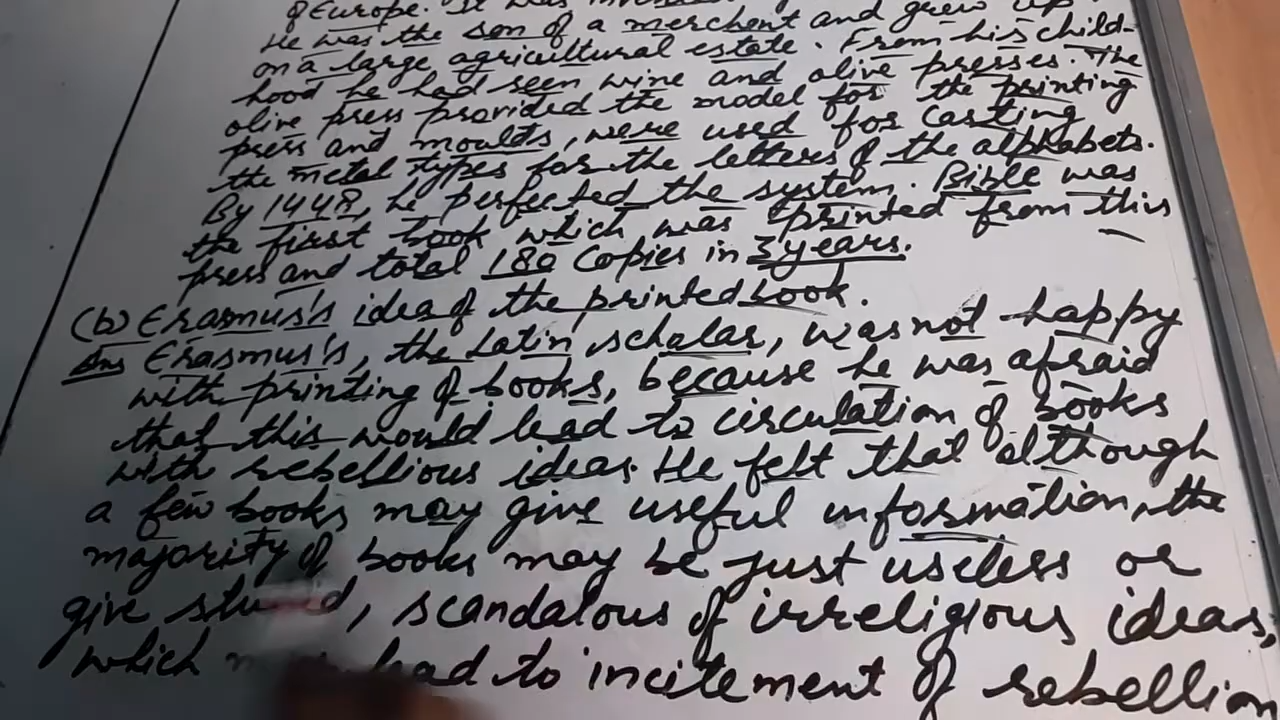 of Europe. It was
He was the son of a merchant and grew up
on a large agricultural estate. From his child-
hood he had seen wine and olive presses. The
olive press provided the model for the printing
press and moulds, were used for casting
the metal types for the letters of the alphabets.
By 1448, he perfected the system. Bible was
the first book which was printed from this
press and total 180 Copies in 3 years.
(b) Erasmus's idea of the printed book.
Ans Erasmus's, the Latin scholar, was not happy
with printing of books, because he was afraid
that this would lead to circulation of books
with rebellious ideas. He felt that although
a few books may give useful information, the
majority of books may be just useless or
give, scandalous of irreligious ideas,
which lead to incitement of rebellion